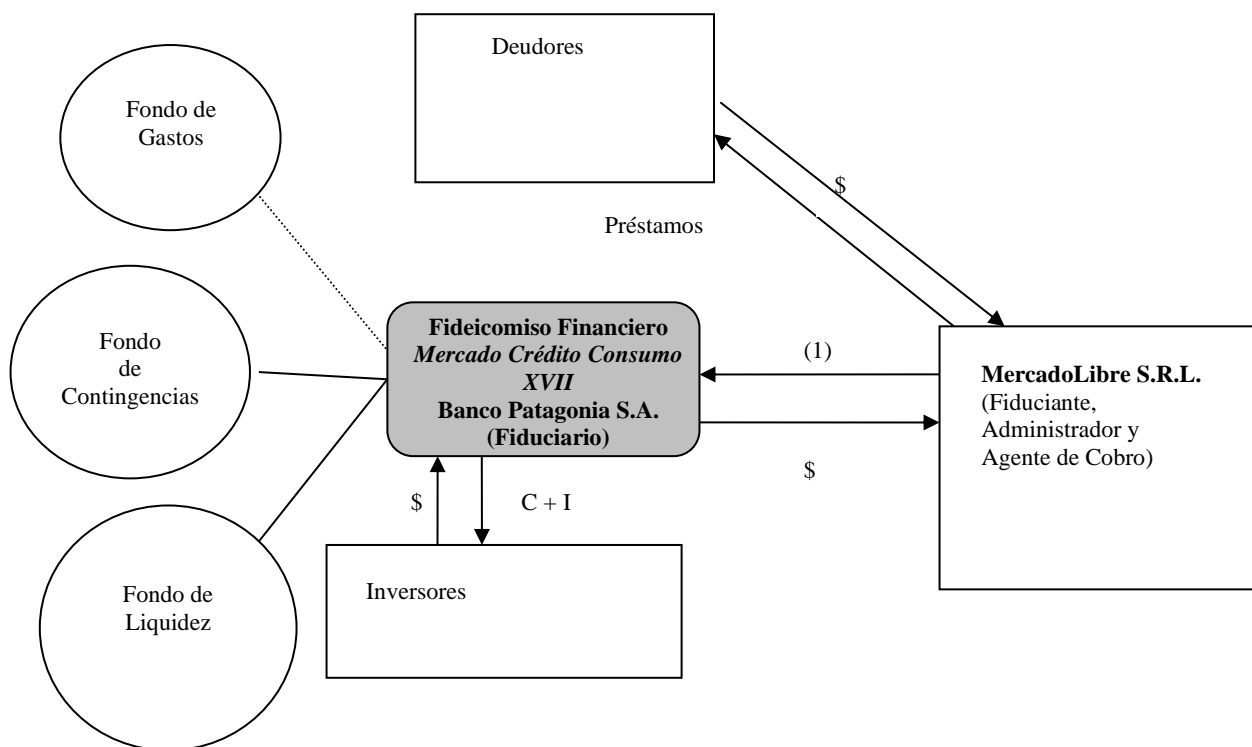 Deudores
Fondo de
Gastos
$
Préstamos
Fondo
de
Contingencias
Fideicomiso Financiero
Mercado Crédito Consumo
XVII
Banco Patagonia S.A.
(Fiduciario)
(1)
MercadoLibre S.R.L.
(Fiduciante,
Administrador y
Agente de Cobro)
$
$
C + I
Fondo de
Liquidez
Inversores